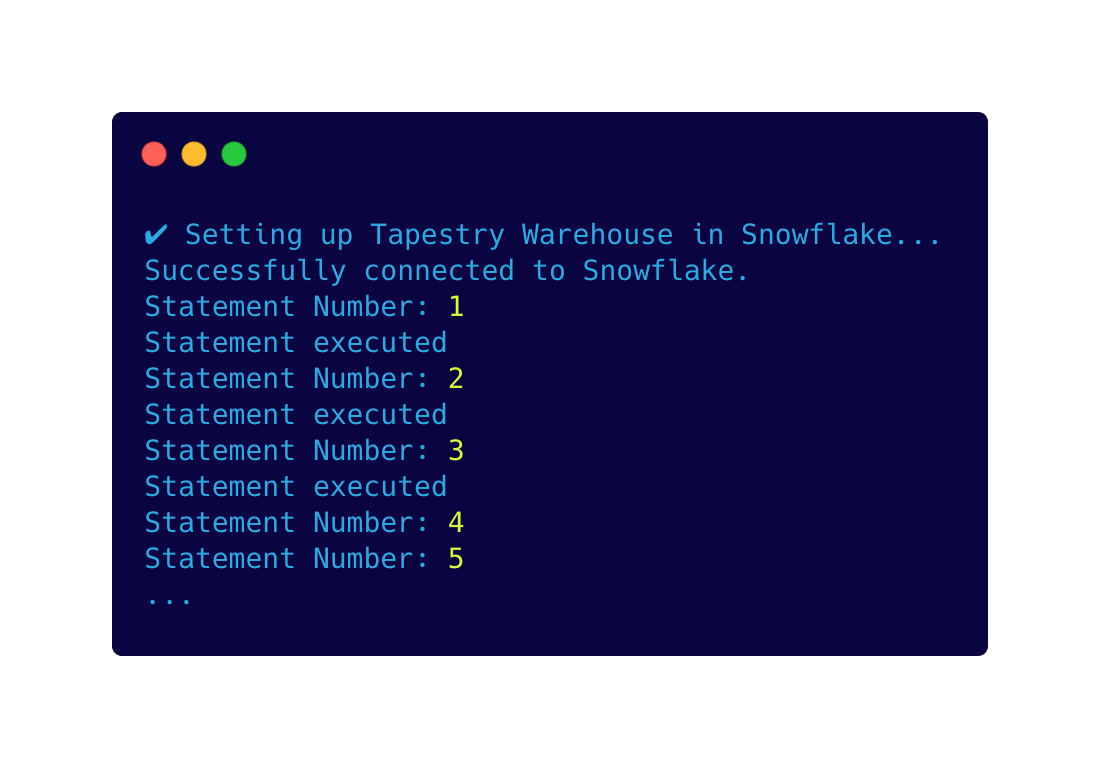 ✔ Setting up Tapestry Warehouse in Snowflake...
Successfully connected to Snowflake.
Statement Number: 1
Statement executed
Statement Number: 2
Statement executed
Statement Number: 3
Statement executed
Statement Number: 4
Statement Number: 5
...